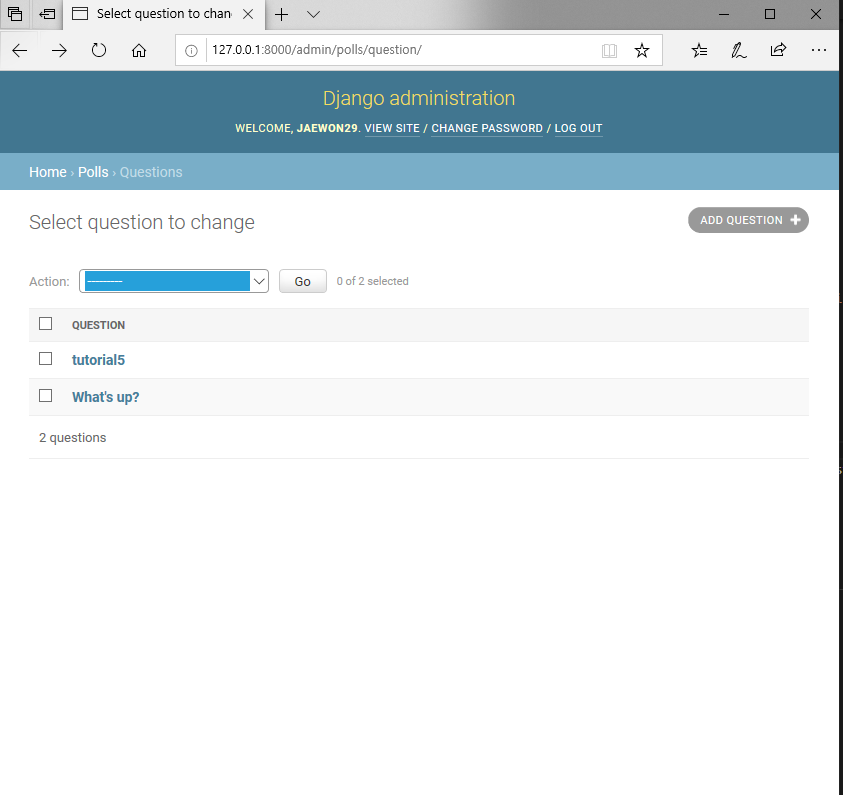 Select question to chan
127.0.0.1:8000/admin/polls/question/
Django administration
WELCOME, JAEWON29. VIEW SITE / CHANGE PASSWORD / LOG OUT
Home › Polls › Questions
Select question to change
ADD QUESTION +
Action: --------- Go 0 of 2 selected
QUESTION
tutorial5
What's up?
2 questions